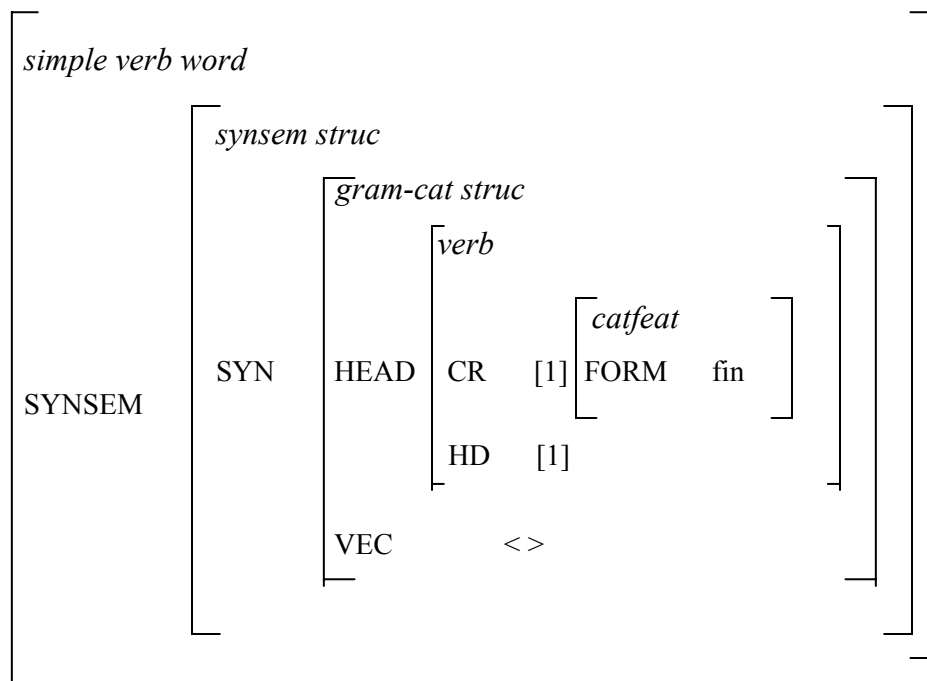 simple verb word
synsem struc
gram-cat struc
verb
catfeat
SYN HEAD CR [1] FORM fin
SYNSEM
HD [1]
VEC < >